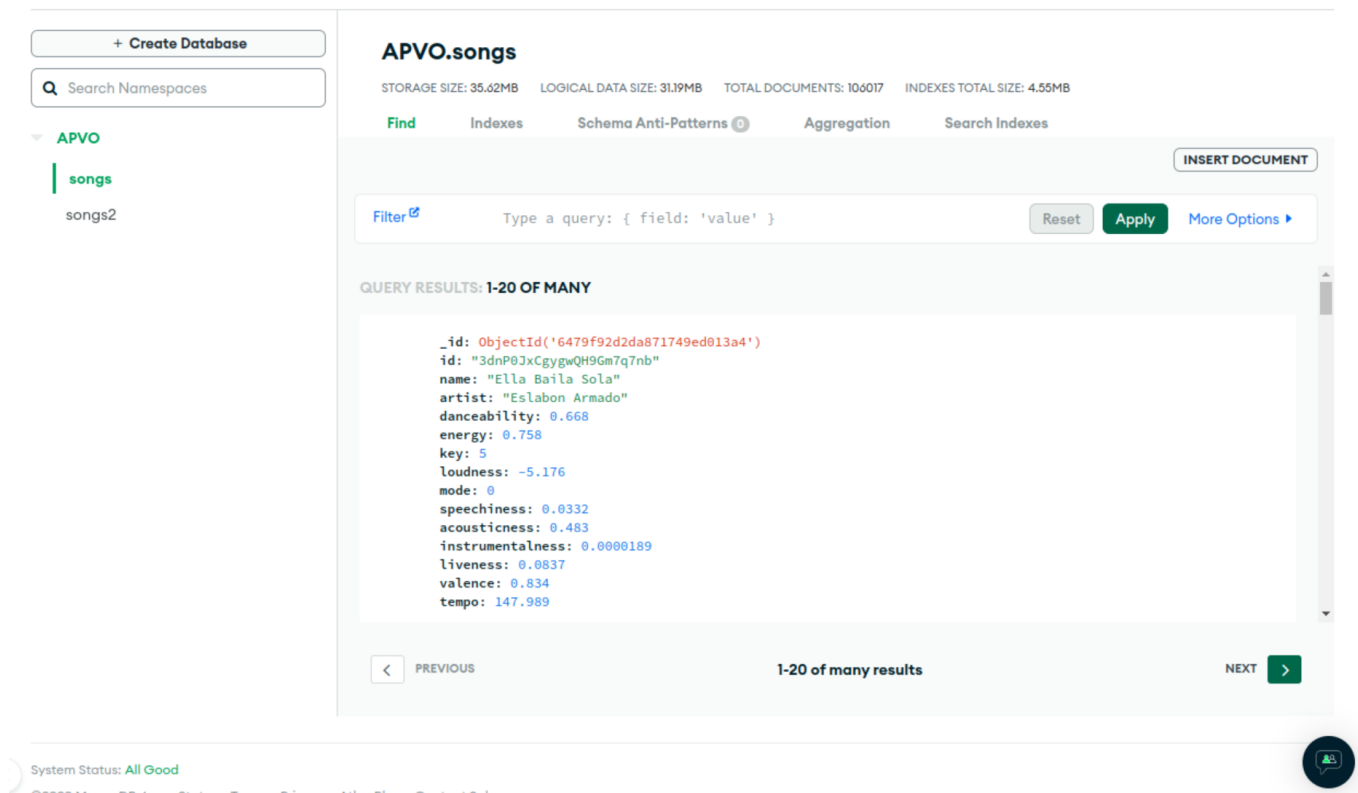 + Create Database
Search Namespaces
APVO
songs
songs2
APVO.songs
STORAGE SIZE: 35.62MB LOGICAL DATA SIZE: 31.19MB TOTAL DOCUMENTS: 106017 INDEXES TOTAL SIZE: 4.55MB
Find Indexes Schema Anti-Patterns 0 Aggregation Search Indexes
INSERT DOCUMENT
Filter Type a query: { field: 'value' } Reset Apply More Options
QUERY RESULTS: 1-20 OF MANY
_id: ObjectId('6479f92d2da871749ed013a4')
id: "3dnP0JxCgygwQH9Gm7q7nb"
name: "Ella Baila Sola"
artist: "Eslabon Armado"
danceability: 0.668
energy: 0.758
key: 5
loudness: -5.176
mode: 0
speechiness: 0.0332
acousticness: 0.483
instrumentalness: 0.0000189
liveness: 0.0837
valence: 0.834
tempo: 147.989
PREVIOUS 1-20 of many results NEXT
System Status: All Good